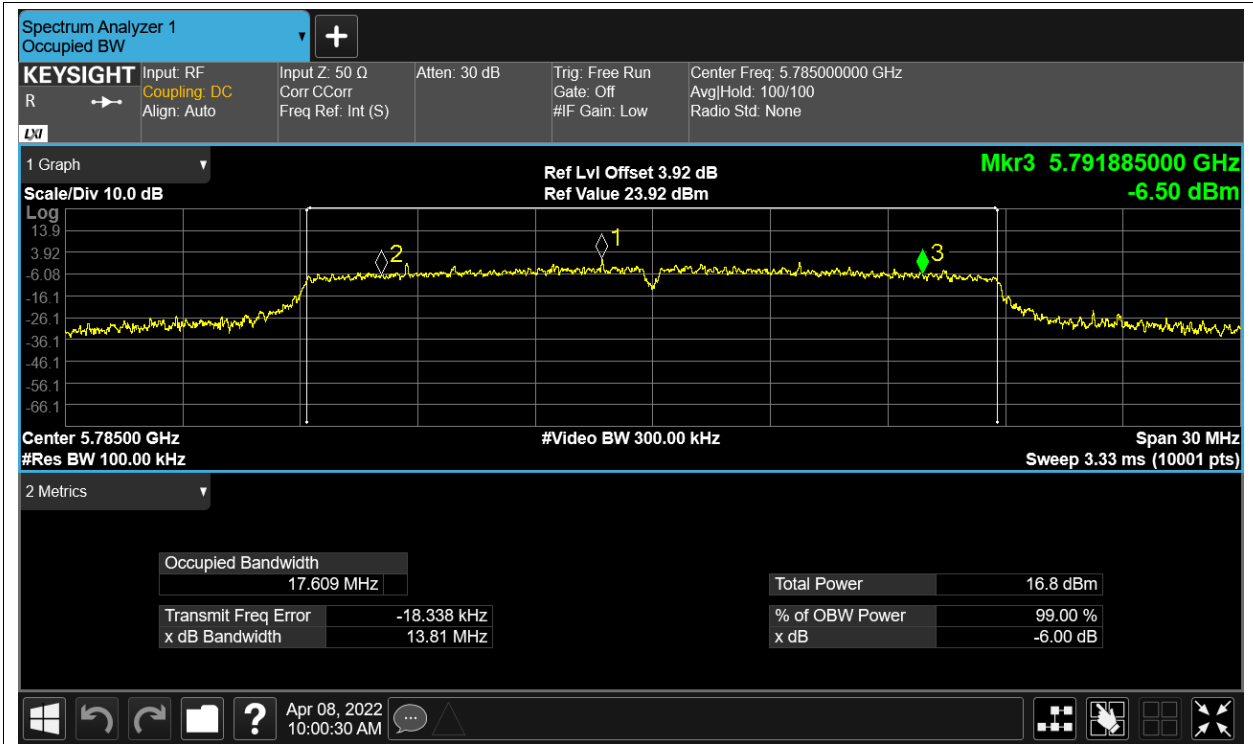 Spectrum Analyzer 1
Occupied BW
KEYSIGHT
R
LXI
Input: RF
Coupling: DC
Align: Auto
Input Z: 50 Ω
Corr CCorr
Freq Ref: Int (S)
Atten: 30 dB
Trig: Free Run
Gate: Off
#IF Gain: Low
Center Freq: 5.785000000 GHz
Avg|Hold: 100/100
Radio Std: None
1 Graph
Scale/Div 10.0 dB
Ref Lvl Offset 3.92 dB
Ref Value 23.92 dBm
Mkr3 5.791885000 GHz
-6.50 dBm
Log
13.9
3.92
-6.08
-16.1
-26.1
-36.1
-46.1
-56.1
-66.1
2
1
3
Center 5.78500 GHz
#Res BW 100.00 kHz
#Video BW 300.00 kHz
Span 30 MHz
Sweep 3.33 ms (10001 pts)
2 Metrics
Occupied Bandwidth
17.609 MHz
Transmit Freq Error -18.338 kHz
x dB Bandwidth 13.81 MHz
Total Power 16.8 dBm
% of OBW Power 99.00 %
x dB -6.00 dB
?
Apr 08, 2022
10:00:30 AM